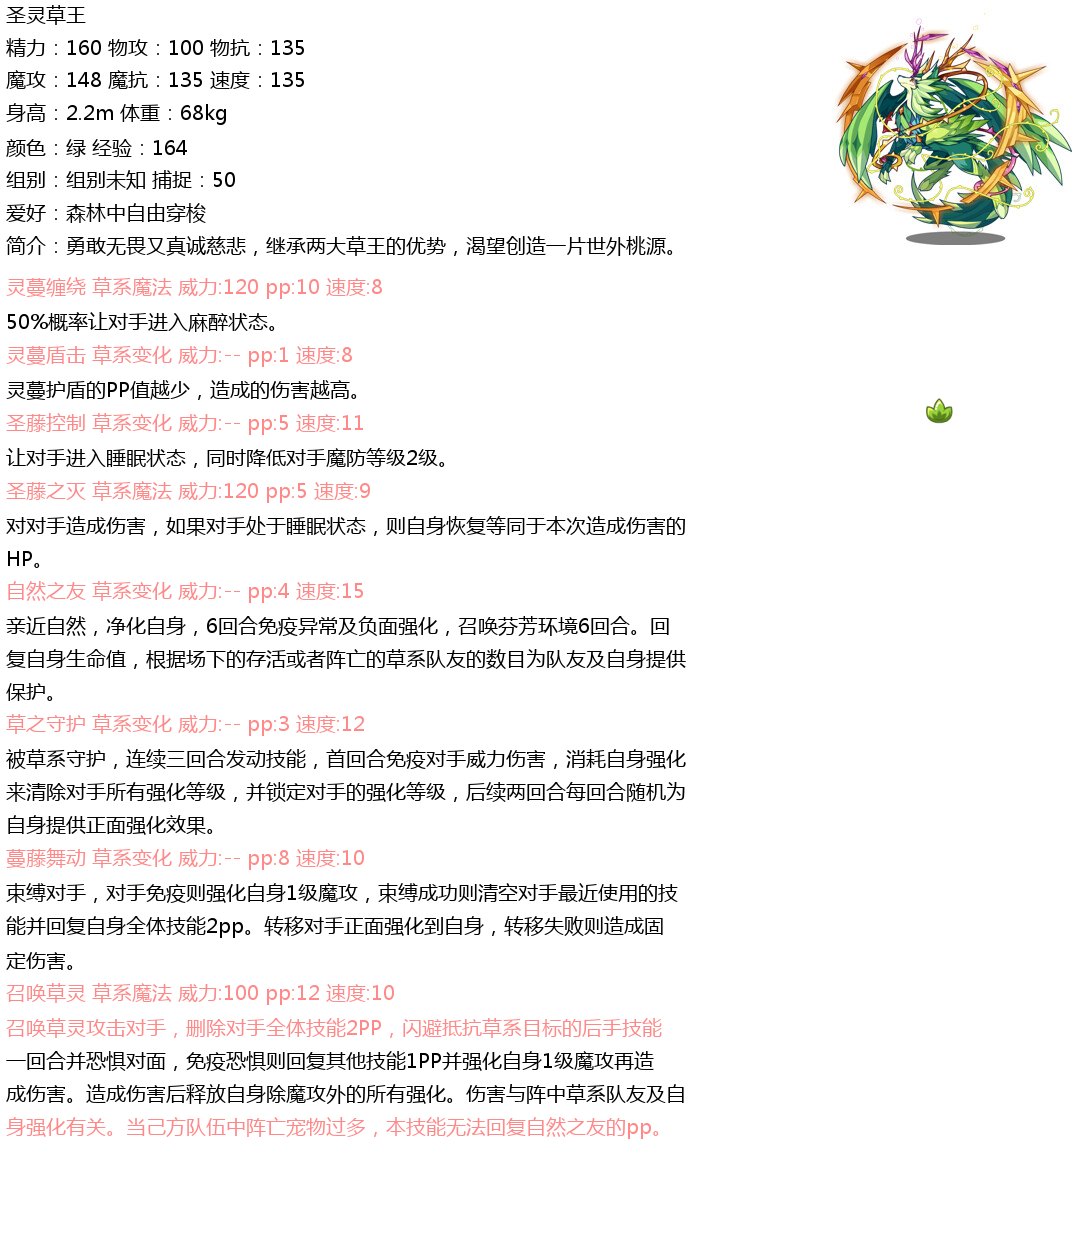 圣灵草王
精力：160 物攻：100 物抗：135
魔攻：148 魔抗：135 速度：135
身高：2.2m 体重：68kg
颜色：绿 经验：164
组别：组别未知 捕捉：50
爱好：森林中自由穿梭
简介：勇敢无畏又真诚慈悲，继承两大草王的优势，渴望创造一片世外桃源。
灵蔓缠绕 草系魔法 威力:120 pp:10 速度:8
50%概率让对手进入麻醉状态。
灵蔓盾击 草系变化 威力:-- pp:1 速度:8
灵蔓护盾的PP值越少，造成的伤害越高。
圣藤控制 草系变化 威力:-- pp:5 速度:11
让对手进入睡眠状态，同时降低对手魔防等级2级。
圣藤之灭 草系魔法 威力:120 pp:5 速度:9
对对手造成伤害，如果对手处于睡眠状态，则自身恢复等同于本次造成伤害的
HP。
自然之友 草系变化 威力:-- pp:4 速度:15
亲近自然，净化自身，6回合免疫异常及负面强化，召唤芬芳环境6回合。回
复自身生命值，根据场下的存活或者阵亡的草系队友的数目为队友及自身提供
保护。
草之守护 草系变化 威力:-- pp:3 速度:12
被草系守护，连续三回合发动技能，首回合免疫对手威力伤害，消耗自身强化
来清除对手所有强化等级，并锁定对手的强化等级，后续两回合每回合随机为
自身提供正面强化效果。
蔓藤舞动 草系变化 威力:-- pp:8 速度:10
束缚对手，对手免疫则强化自身1级魔攻，束缚成功则清空对手最近使用的技
能并回复自身全体技能2pp。转移对手正面强化到自身，转移失败则造成固
定伤害。
召唤草灵 草系魔法 威力:100 pp:12 速度:10
召唤草灵攻击对手，删除对手全体技能2PP，闪避抵抗草系目标的后手技能
一回合并恐惧对面，免疫恐惧则回复其他技能1PP并强化自身1级魔攻再造
成伤害。造成伤害后释放自身除魔攻外的所有强化。伤害与阵中草系队友及自
身强化有关。当己方队伍中阵亡宠物过多，本技能无法回复自然之友的pp。